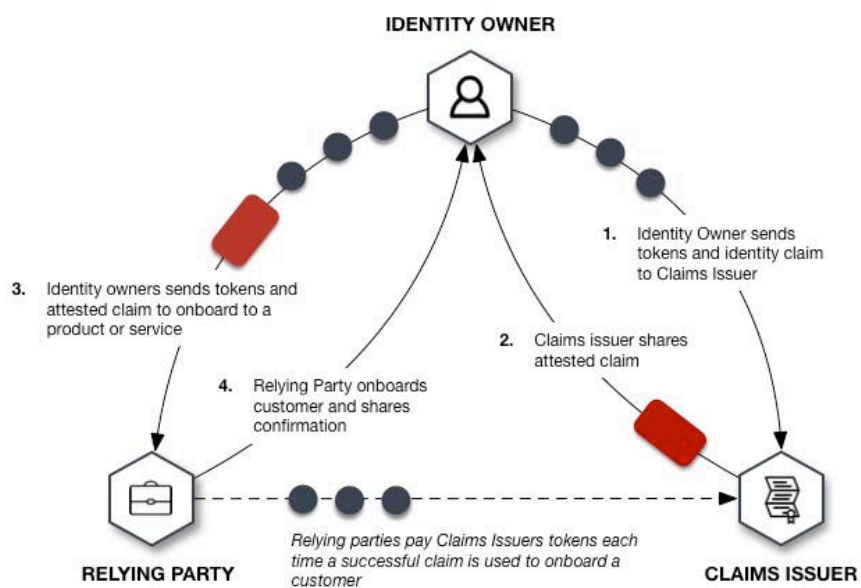 IDENTITY OWNER
1. Identity Owner sends
tokens and identity claim
to Claims Issuer
3. Identity owners sends tokens and
attested claim to onboard to a
product or service
2. Claims issuer shares
attested claim
4. Relying Party onboards
customer and shares
confirmation
Relying parties pay Claims Issuers tokens each
time a successful claim is used to onboard a
customer
RELYING PARTY
CLAIMS ISSUER